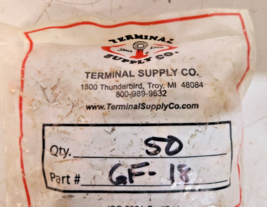 TERMINAL
SUPPLY CO.
TERMINAL SUPPLY CO.
1800 Thunderbird, Troy, MI 48084
800-989-9632
www.TerminalSupplyCo.com
Qty. 50
Part # GF-18